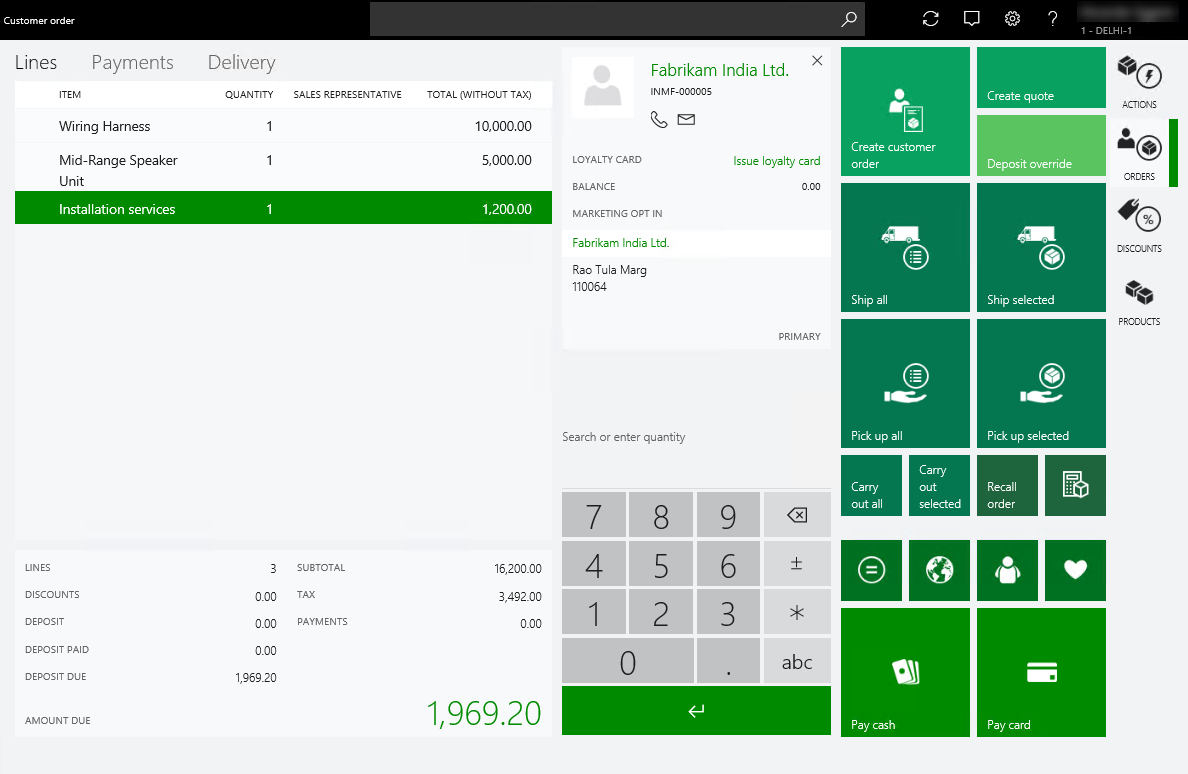 Customer order
1 - DELHI-1
Lines Payments Delivery
ITEM QUANTITY SALES REPRESENTATIVE TOTAL (WITHOUT TAX)
Wiring Harness 1 10,000.00
Mid-Range Speaker 1 5,000.00
Unit
Installation services 1 1,200.00
LINES 3 SUBTOTAL 16,200.00
DISCOUNTS 0.00 TAX 3,492.00
DEPOSIT 0.00 PAYMENTS 0.00
DEPOSIT PAID 0.00
DEPOSIT DUE 1,969.20
AMOUNT DUE 1,969.20
Fabrikam India Ltd.
INMF-000005
LOYALTY CARD Issue loyalty card
BALANCE 0.00
MARKETING OPT IN
Fabrikam India Ltd.
Rao Tula Marg
110064
PRIMARY
Search or enter quantity
7 8 9
4 5 6 ±
1 2 3 *
0 . abc
Create customer
order
Create quote
Deposit override
Ship all
Ship selected
Pick up all
Pick up selected
Carry
out all
Carry
out
selected
Recall
order
Pay cash
Pay card
ACTIONS
ORDERS
DISCOUNTS
PRODUCTS